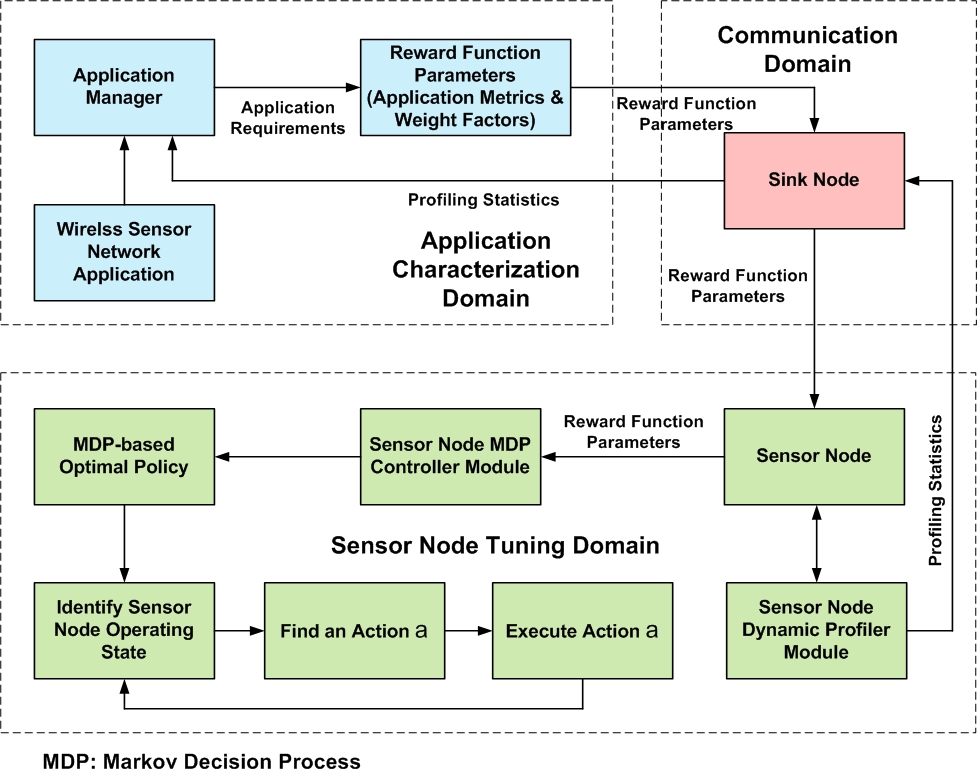 Application
Manager
Application
Requirements
Reward Function
Parameters
(Application Metrics &
Weight Factors)
Reward Function
Parameters
Communication
Domain
Sink Node
Profiling Statistics
Wirelss Sensor
Network
Application
Application
Characterization
Domain
Reward Function
Parameters
MDP-based
Optimal Policy
Sensor Node MDP
Controller Module
Reward Function
Parameters
Sensor Node
Profiling Statistics
Sensor Node Tuning Domain
Identify Sensor
Node Operating
State
Find an Action a
Execute Action a
Sensor Node
Dynamic Profiler
Module
MDP: Markov Decision Process